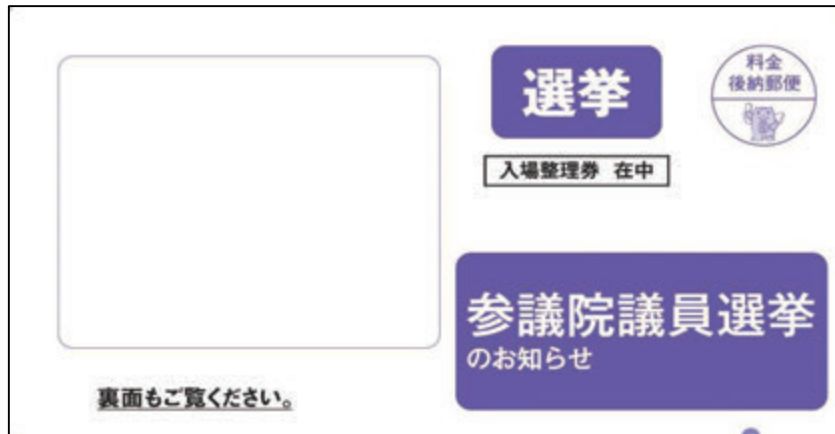 選挙
料金
後納郵便
入場整理券 在中
参議院議員選挙
のお知らせ
裏面もご覧ください。